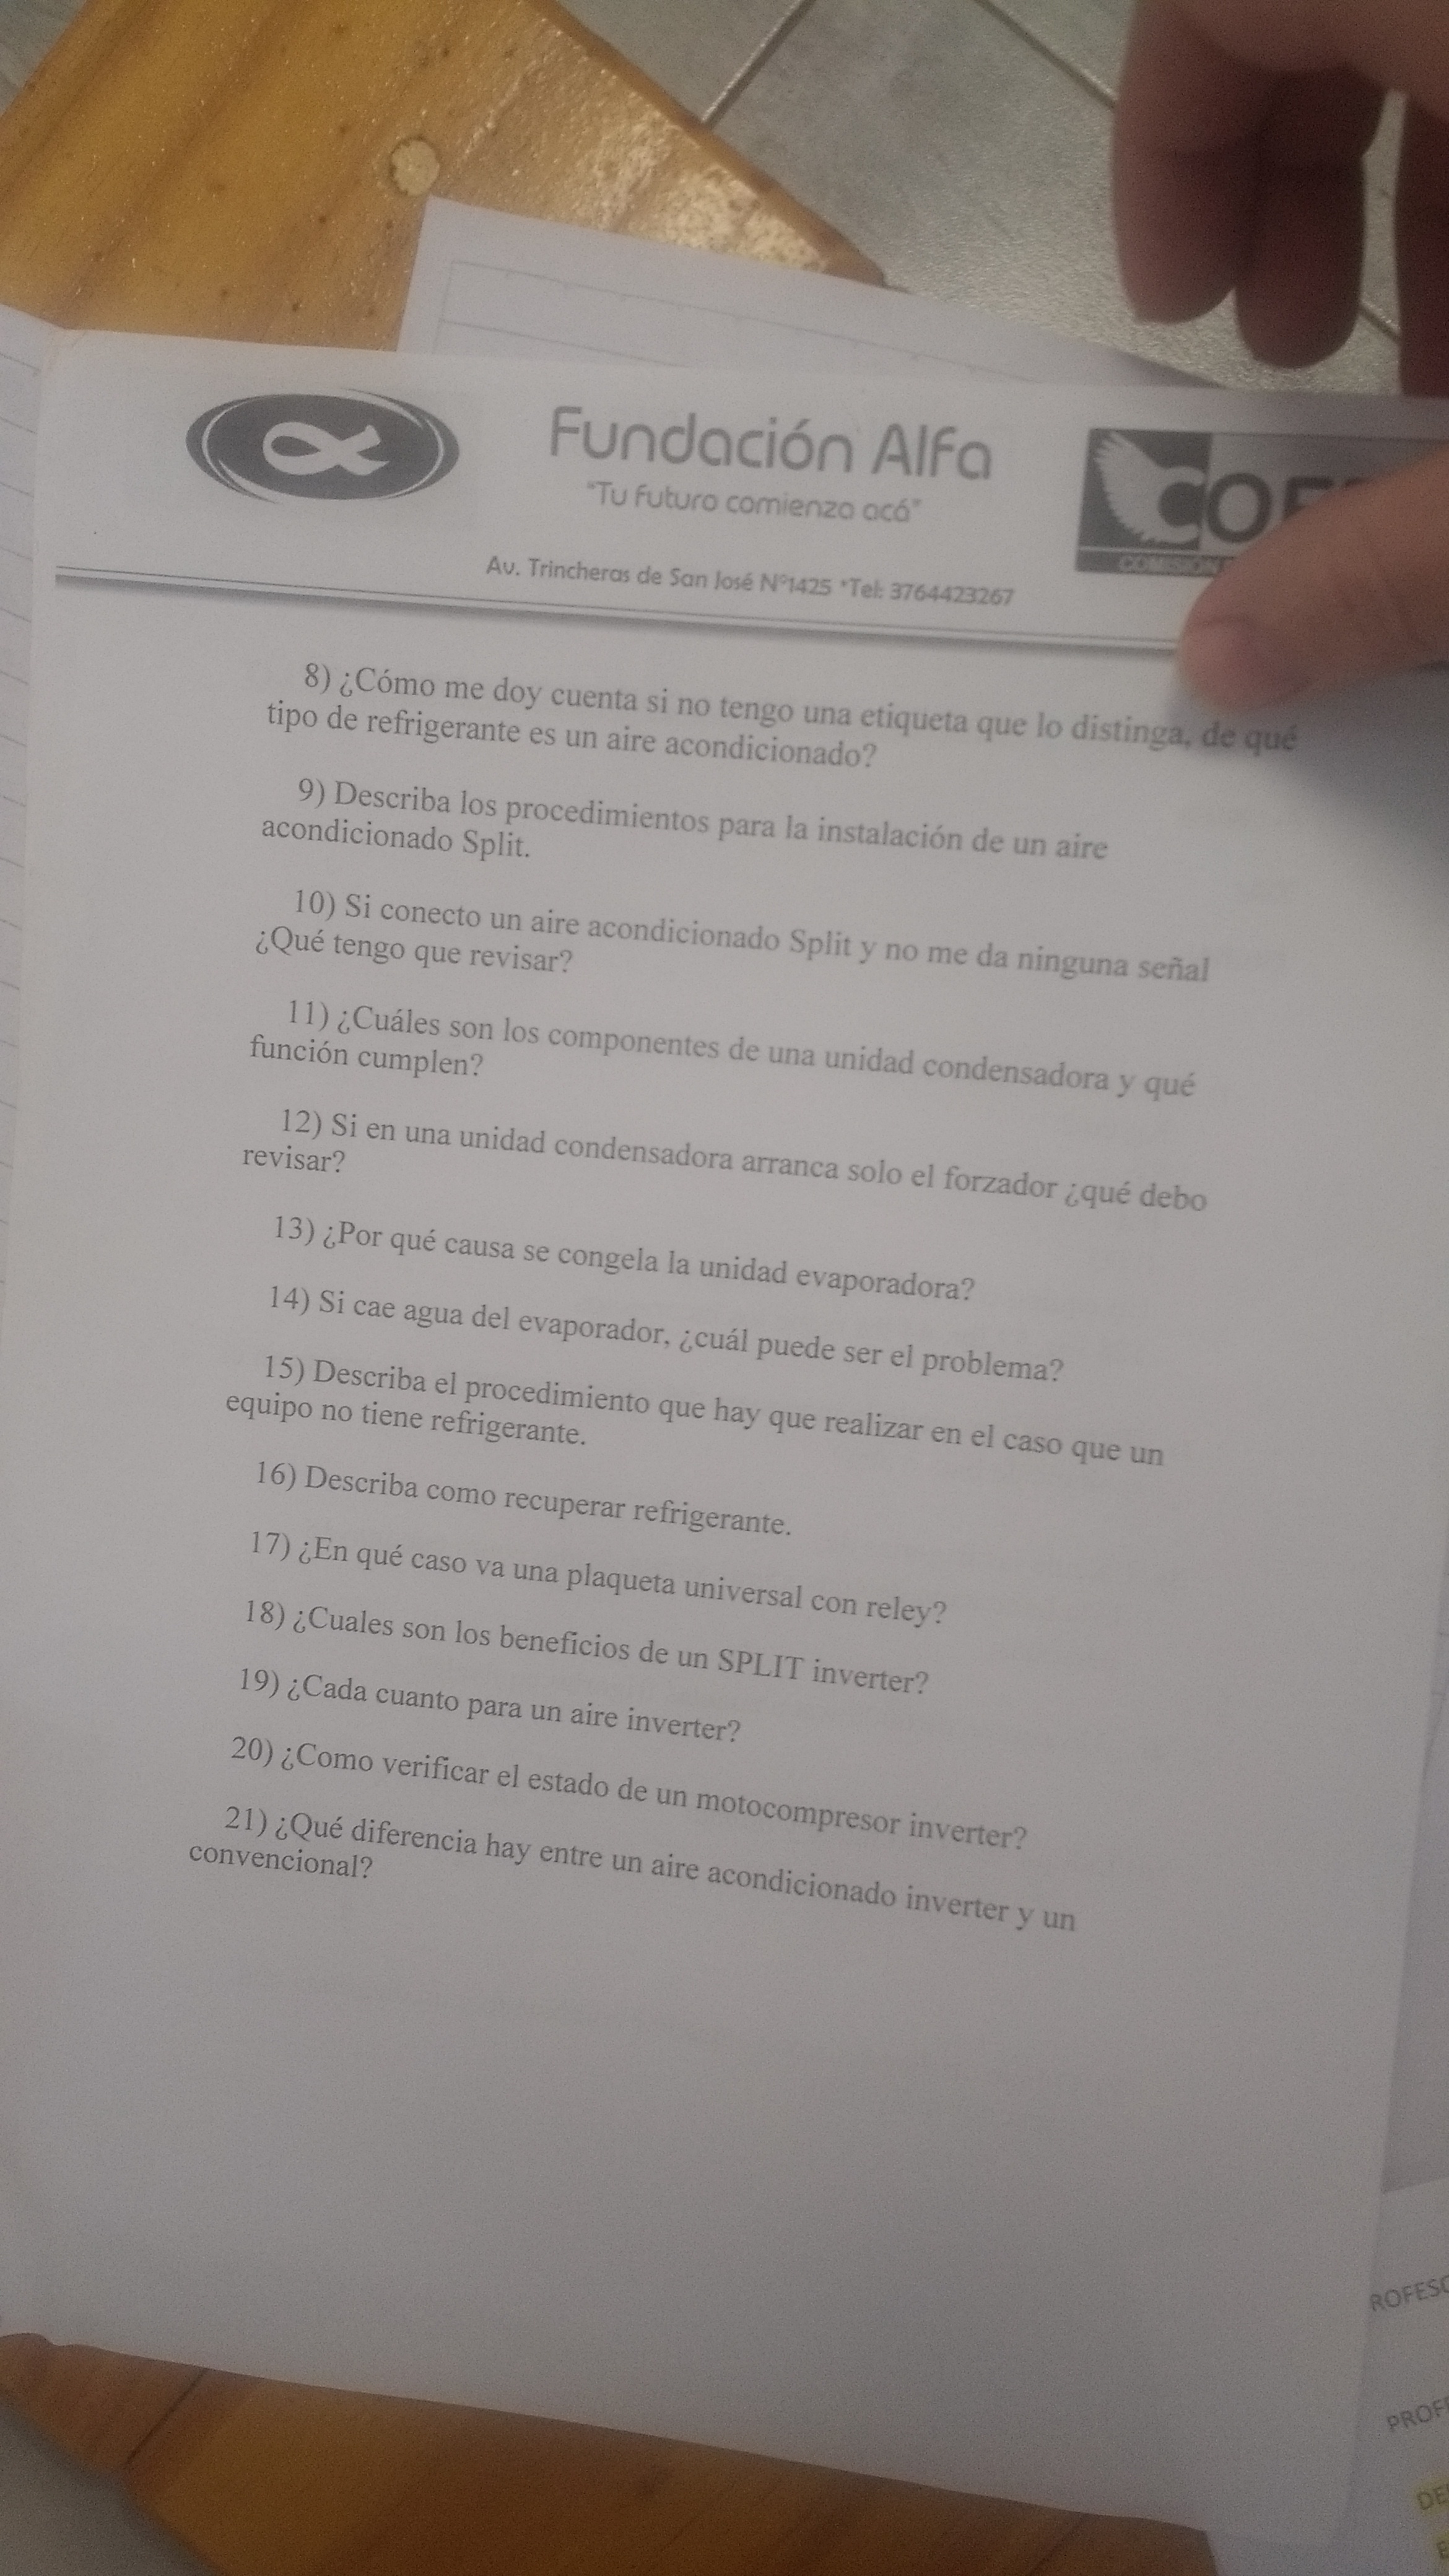 Fundación Alfa
"Tu futuro comienza acá"
COMISIÓN
Av. Trincheras de San José N°1425 *Tel: 3764423267
8) ¿Cómo me doy cuenta si no tengo una etiqueta que lo distinga, de qué
tipo de refrigerante es un aire acondicionado?
9) Describa los procedimientos para la instalación de un aire
acondicionado Split.
10) Si conecto un aire acondicionado Split y no me da ninguna señal
¿Qué tengo que revisar?
11) ¿Cuáles son los componentes de una unidad condensadora y qué
función cumplen?
12) Si en una unidad condensadora arranca solo el forzador ¿qué debo
revisar?
13) ¿Por qué causa se congela la unidad evaporadora?
14) Si cae agua del evaporador, ¿cuál puede ser el problema?
15) Describa el procedimiento que hay que realizar en el caso que un
equipo no tiene refrigerante.
16) Describa como recuperar refrigerante.
17) ¿En qué caso va una plaqueta universal con reley?
18) ¿Cuales son los beneficios de un SPLIT inverter?
19) ¿Cada cuanto para un aire inverter?
20) ¿Como verificar el estado de un motocompresor inverter?
21) ¿Qué diferencia hay entre un aire acondicionado inverter y un
convencional?